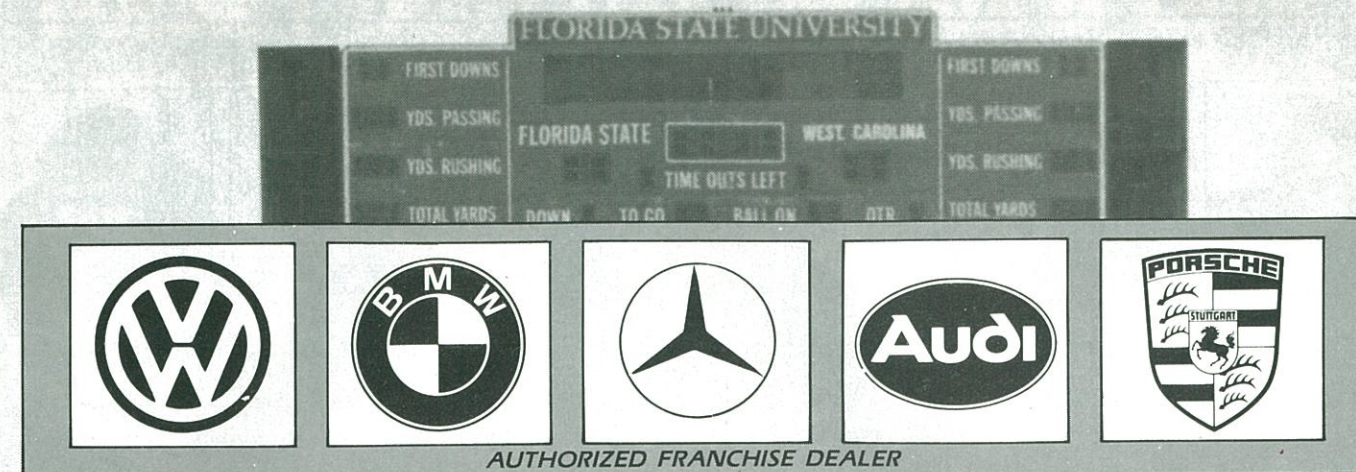 FLORIDA STATE UNIVERSITY
FIRST DOWNS
FIRST DOWNS
YDS. PASSING
YDS. PASSING
FLORIDA STATE
WEST. CAROLINA
YDS. RUSHING
YDS. RUSHING
TIME OUTS LEFT
TOTAL YARDS
DOWN TO GO BALL ON QTR
TOTAL YARDS
VW
BMW
Audi
PORSCHE
STUTTGART
AUTHORIZED FRANCHISE DEALER